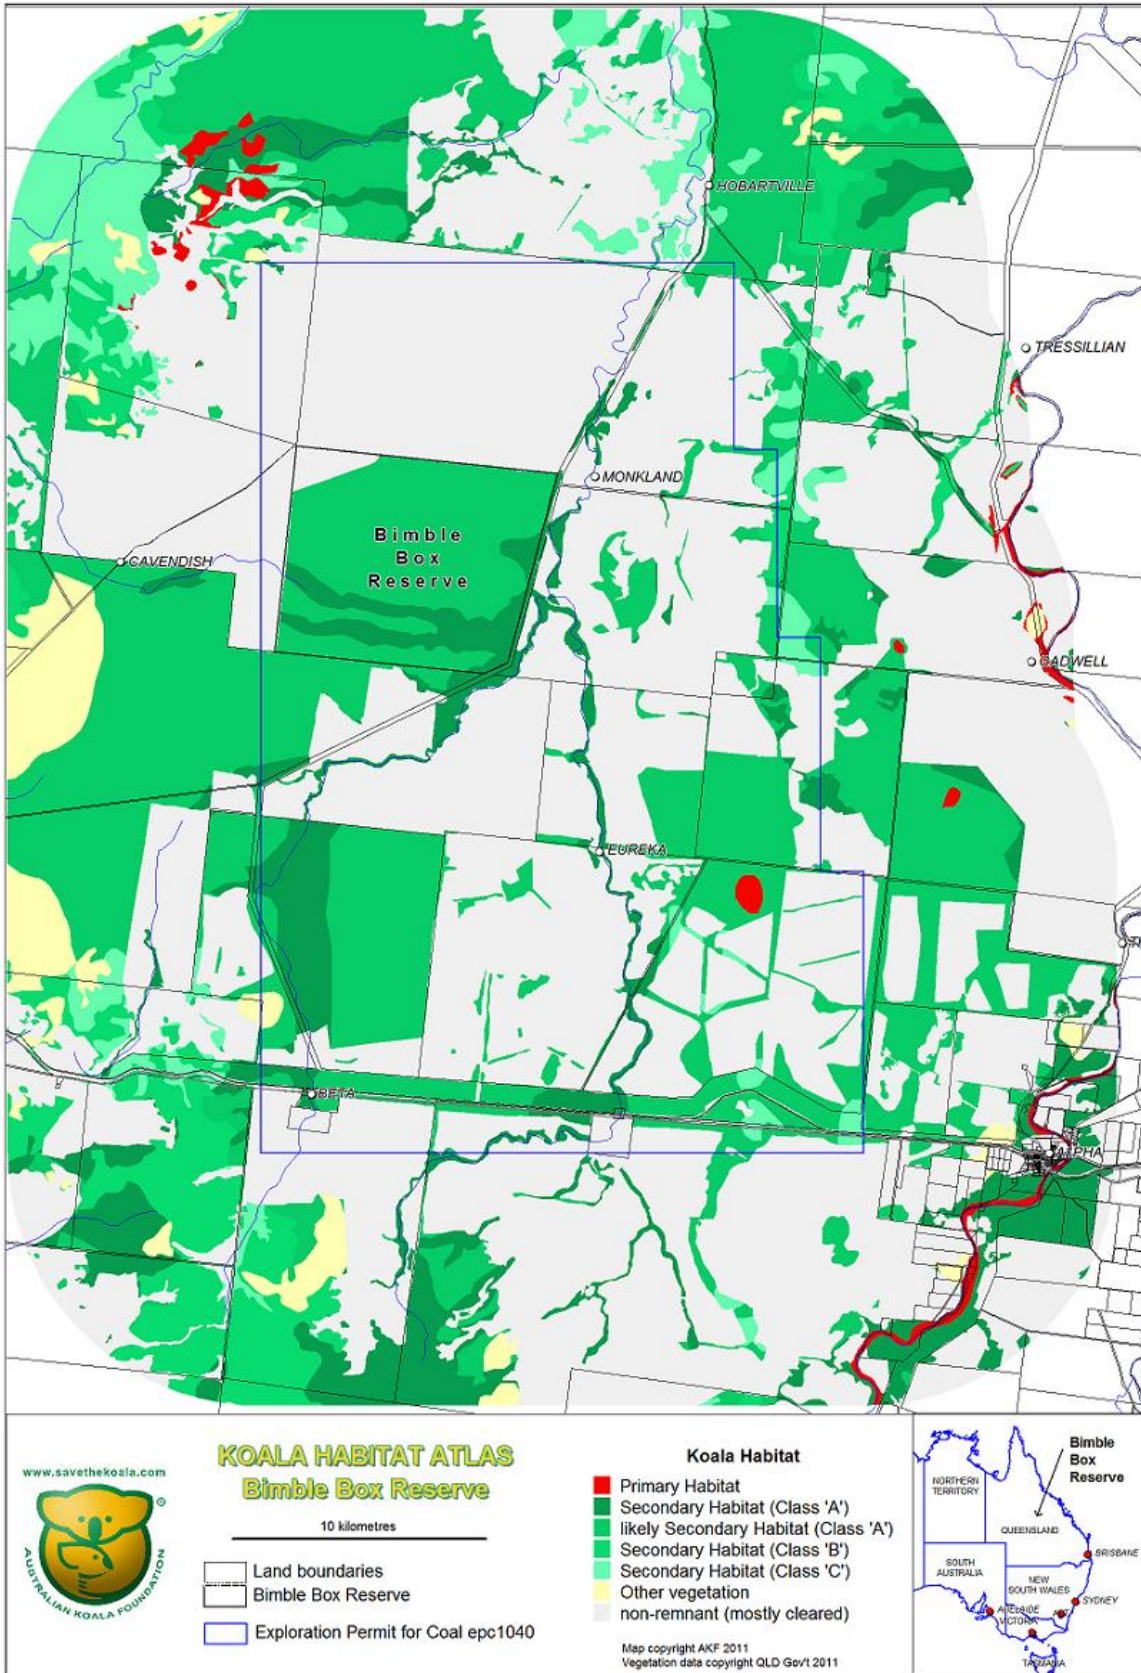 HOBARTVILLE
TRESSILLIAN
MONKLAND
Bimble
Box
Reserve
CAVENDISH
CADWELL
EUREKA
BETA
ALPHA
www.savethekoala.com
®
AUSTRALIAN KOALA FOUNDATION
KOALA HABITAT ATLAS
Bimble Box Reserve
10 kilometres
Land boundaries
Bimble Box Reserve
Exploration Permit for Coal epc1040
Koala Habitat
Primary Habitat
Secondary Habitat (Class 'A')
likely Secondary Habitat (Class 'A')
Secondary Habitat (Class 'B')
Secondary Habitat (Class 'C')
Other vegetation
non-remnant (mostly cleared)
Map copyright AKF 2011
Vegetation data copyright QLD Gov't 2011
Bimble
Box
Reserve
NORTHERN
TERRITORY
QUEENSLAND
BRISBANE
SOUTH
AUSTRALIA
NEW
SOUTH WALES
SYDNEY
ADELAIDE
VICTORIA
TASMANIA